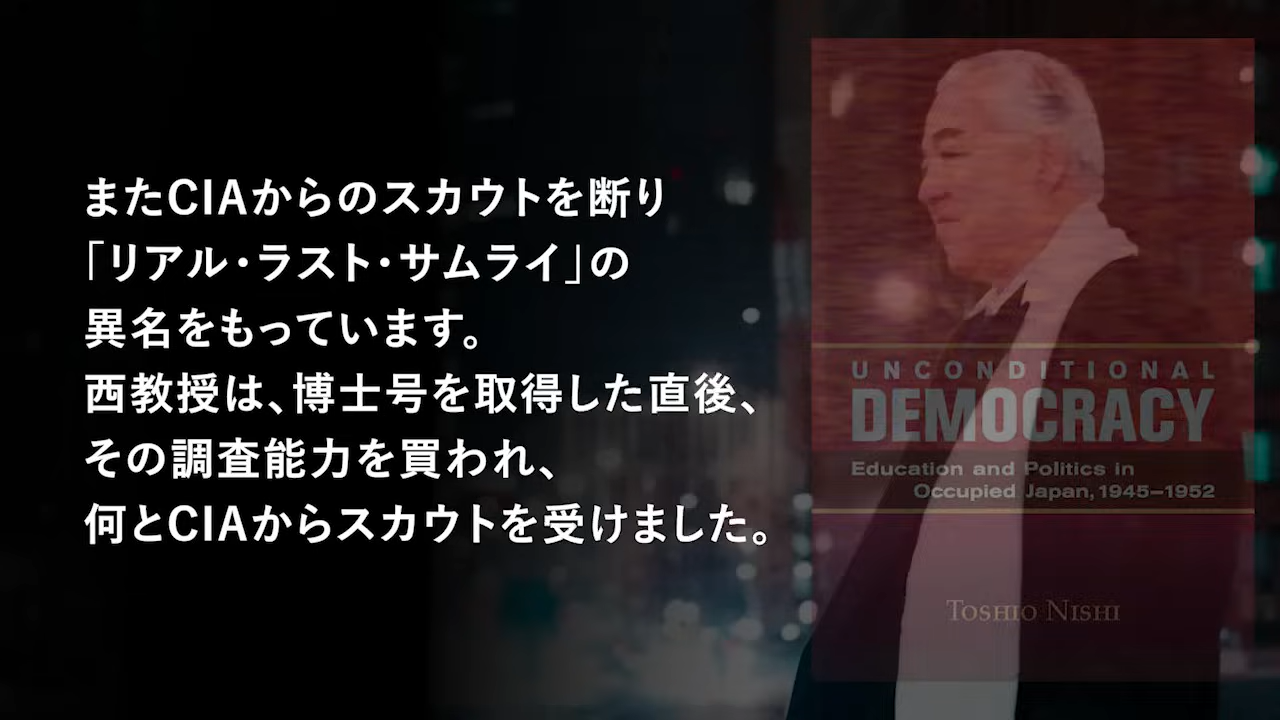 またCIAからのスカウトを断り
「リアル・ラスト・サムライ」の
異名をもっています。
西教授は、博士号を取得した直後、
その調査能力を買われ、
何とCIAからスカウトを受けました。
UNCONDITIONAL
DEMOCRACY
Education and Politics in
Occupied Japan, 1945–1952
TOSHIO NISHI